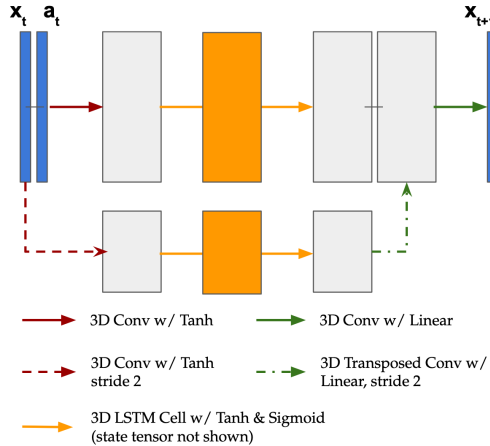 x_t a_t x_t+
3D Conv w/ Tanh 3D Conv w/ Linear
3D Conv w/ Tanh
stride 2
3D Transposed Conv w/
Linear, stride 2
3D LSTM Cell w/ Tanh & Sigmoid
(state tensor not shown)